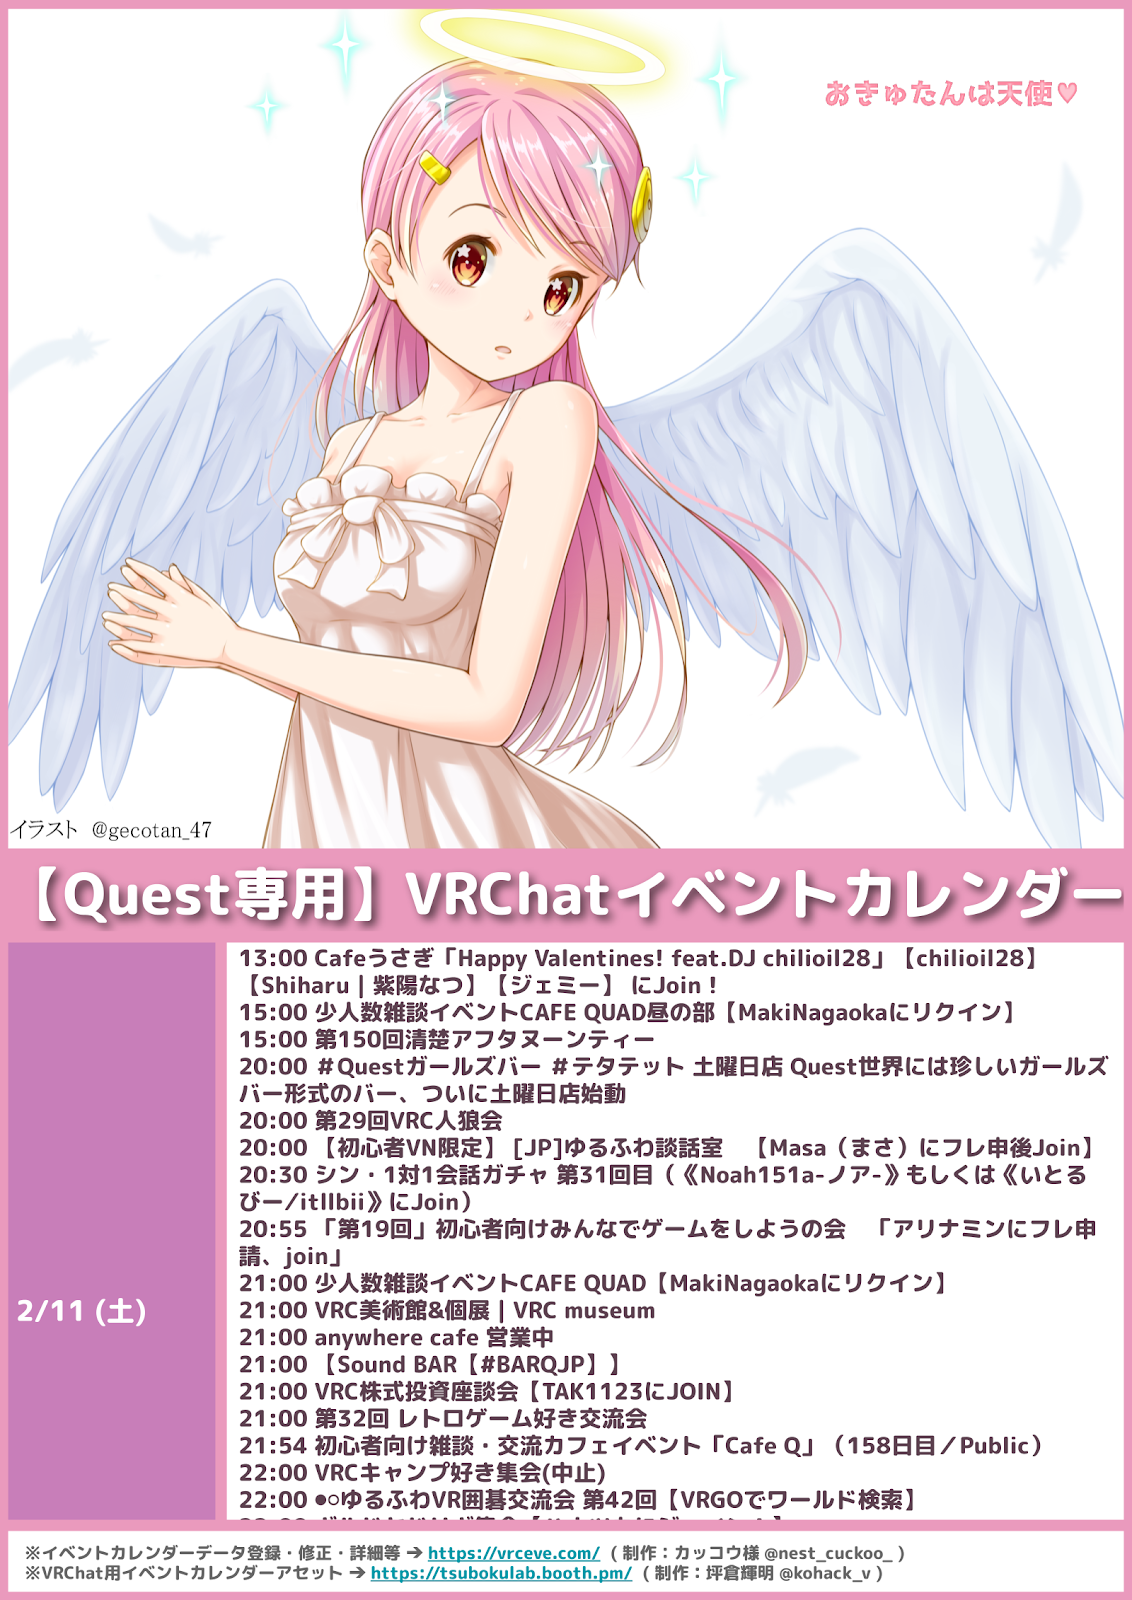 おきゅたんは天使♥
イラスト @gecotan_47
【Quest専用】VRChatイベントカレンダー
13:00 Cafeうさぎ「Happy Valentines! feat.DJ chilioil28」【chilioil28】
【Shiharu | 紫陽なつ】【ジェミー】 にJoin！
15:00 少人数雑談イベントCAFE QUAD昼の部【MakiNagaokaにリクイン】
15:00 第150回清楚アフタヌーンティー
20:00 ＃Questガールズバー ＃テタテット 土曜日店 Quest世界には珍しいガールズ
バー形式のバー、ついに土曜日店始動
20:00 第29回VRC人狼会
20:00 【初心者VN限定】 [JP]ゆるふわ談話室　【Masa（まさ）にフレ申後Join】
20:30 シン・1対1会話ガチャ 第31回目（《Noah151a-ノア-》もしくは《いとる
びー/itllbii》にJoin）
20:55 「第19回」初心者向けみんなでゲームをしようの会　「アリナミンにフレ申
請、join」
21:00 少人数雑談イベントCAFE QUAD【MakiNagaokaにリクイン】
2/11 (土)
21:00 VRC美術館&個展 | VRC museum
21:00 anywhere cafe 営業中
21:00 【Sound BAR【#BARQJP】】
21:00 VRC株式投資座談会【TAK1123にJOIN】
21:00 第32回 レトロゲーム好き交流会
21:54 初心者向け雑談・交流カフェイベント「Cafe Q」（158日目／Public）
22:00 VRCキャンプ好き集会(中止)
22:00 ●○ゆるふわVR囲碁交流会 第42回【VRGOでワールド検索】
※イベントカレンダーデータ登録・修正・詳細等 ➔ https://vrceve.com/ （ 制作：カッコウ様 @nest_cuckoo_ ）
※VRChat用イベントカレンダーアセット ➔ https://tsubokulab.booth.pm/ （ 制作：坪倉輝明 @kohack_v ）